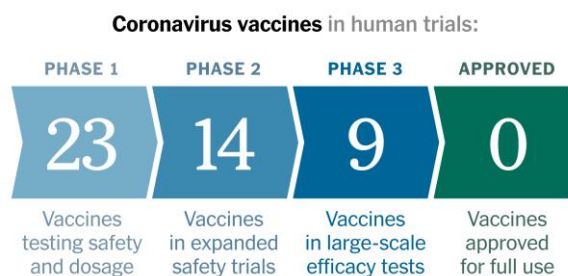 Coronavirus vaccines in human trials:
PHASE 1 PHASE 2 PHASE 3 APPROVED
23 14 9 0
Vaccines testing safety and dosage
Vaccines in expanded safety trials
Vaccines in large-scale efficacy tests
Vaccines approved for full use